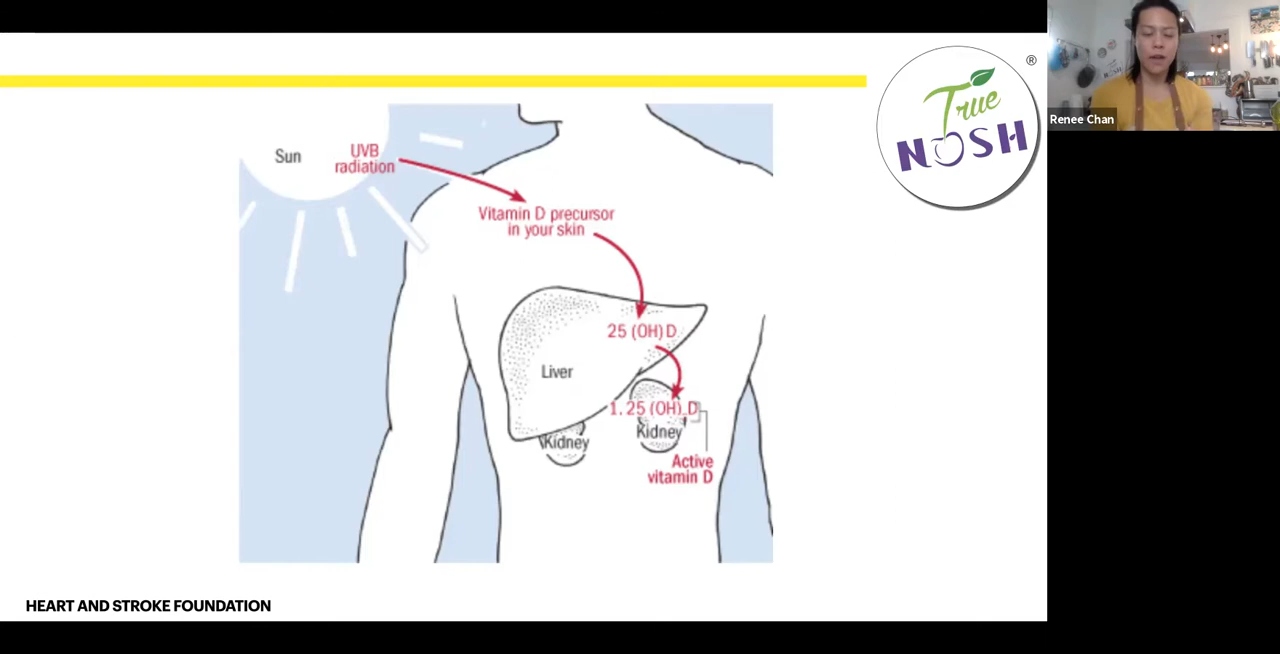 Sun
UVB
radiation
Vitamin D precursor
in your skin
25 (OH) D
Liver
1, 25 (OH) D
Kidney
Kidney
Active
vitamin D
True
NOSH
®
Renee Chan
HEART AND STROKE FOUNDATION